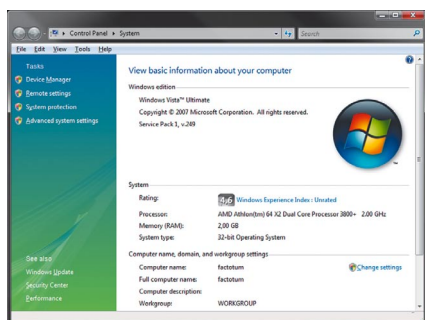 Control Panel ▸ System
Search
File Edit View Tools Help
Tasks
Device Manager
Remote settings
System protection
Advanced system settings
See also
Windows Update
Security Center
Performance
View basic information about your computer
Windows edition
Windows Vista™ Ultimate
Copyright © 2007 Microsoft Corporation. All rights reserved.
Service Pack 1, v.249
System
Rating: 4,6 Windows Experience Index : Unrated
Processor: AMD Athlon(tm) 64 X2 Dual Core Processor 3800+ 2.00 GHz
Memory (RAM): 2,00 GB
System type: 32-bit Operating System
Computer name, domain, and workgroup settings
Computer name: factotum Change settings
Full computer name: factotum
Computer description:
Workgroup: WORKGROUP